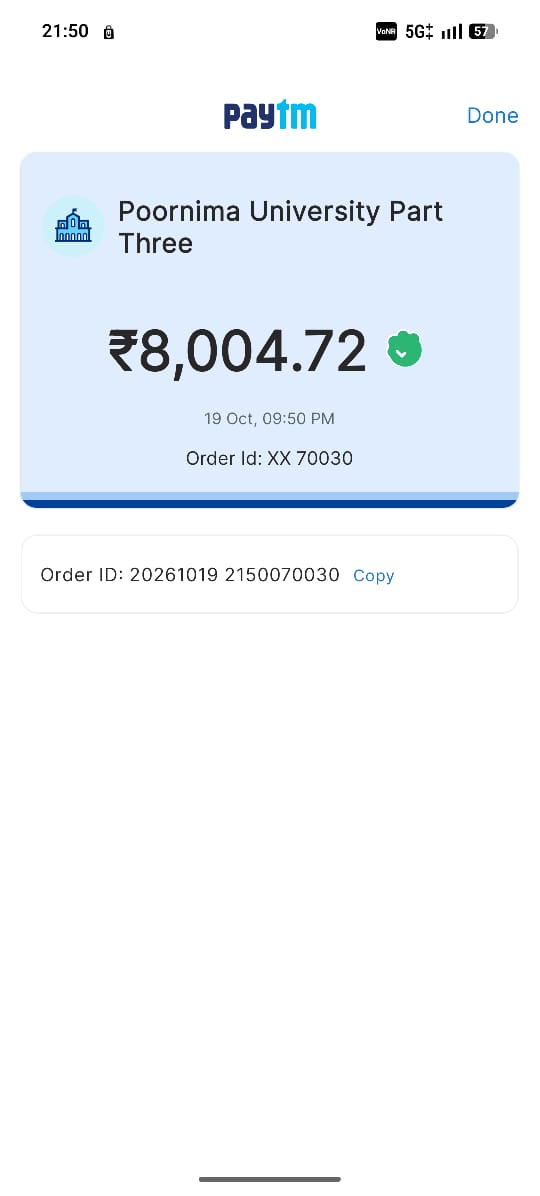 21:50 VoNR 5G 57
paytm
Done
Poornima University Part
Three
₹8,004.72
19 Oct, 09:50 PM
Order Id: XX 70030
Order ID: 20261019 2150070030 Copy